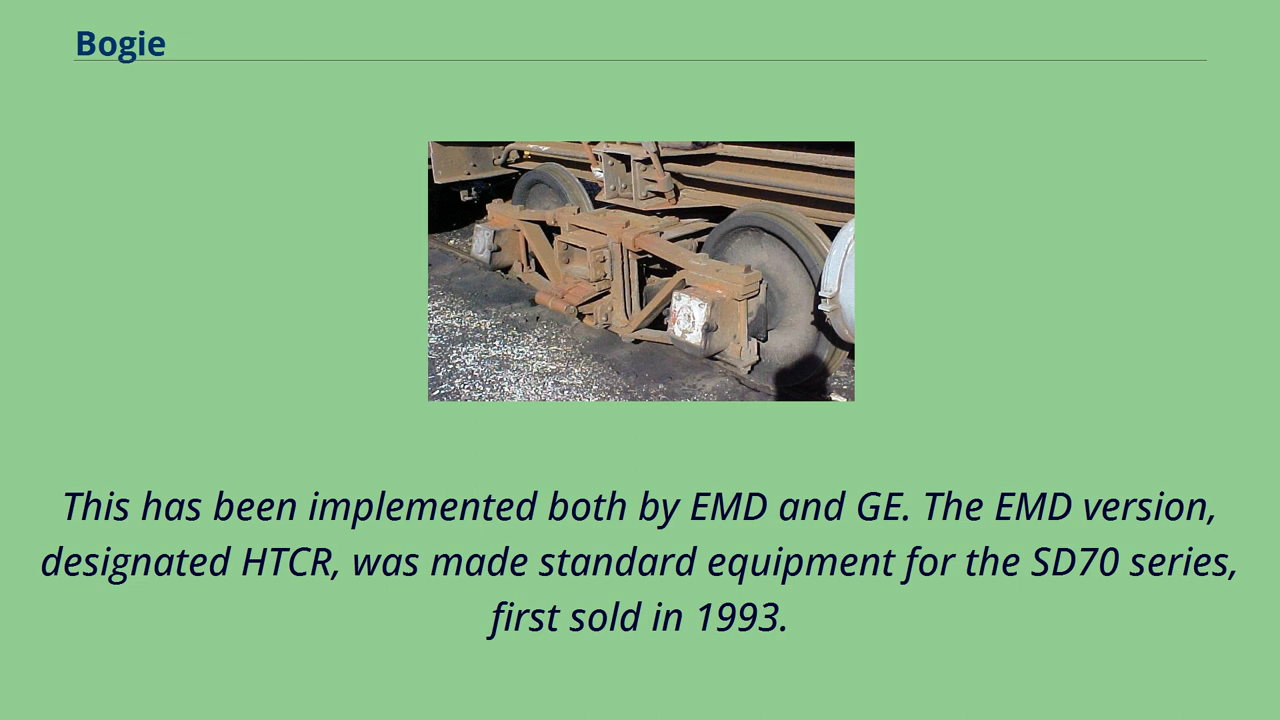 Bogie
This has been implemented both by EMD and GE. The EMD version,
designated HTCR, was made standard equipment for the SD70 series,
first sold in 1993.